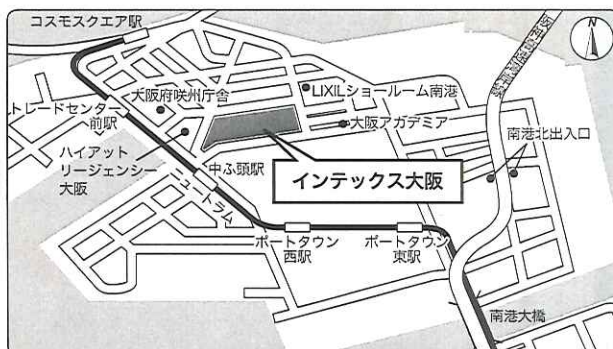 コスモスクエア駅
N
大阪府咲州庁舎
LIXILショールーム南港
トレードセンター
前駅
大阪アカデミア
南港北出入口
ハイアット
リージェンシー
大阪
中ふ頭駅
インテックス大阪
ニュートラム
ポートタウン
西駅
ポートタウン
東駅
南港大橋